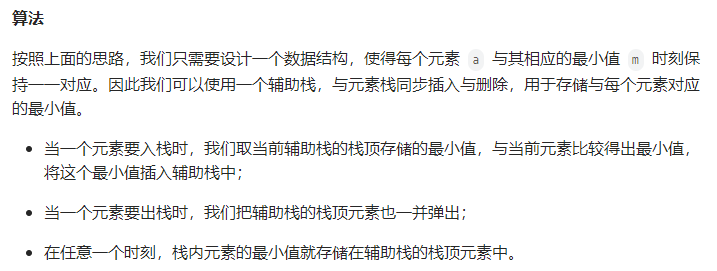 算法
按照上面的思路，我们只需要设计一个数据结构，使得每个元素 a 与其相应的最小值 m 时刻保
持一一对应。因此我们可以使用一个辅助栈，与元素栈同步插入与删除，用于存储与每个元素对应
的最小值。
• 当一个元素要入栈时，我们取当前辅助栈的栈顶存储的最小值，与当前元素比较得出最小值，
将这个最小值插入辅助栈中；
• 当一个元素要出栈时，我们把辅助栈的栈顶元素也一并弹出；
• 在任意一个时刻，栈内元素的最小值就存储在辅助栈的栈顶元素中。